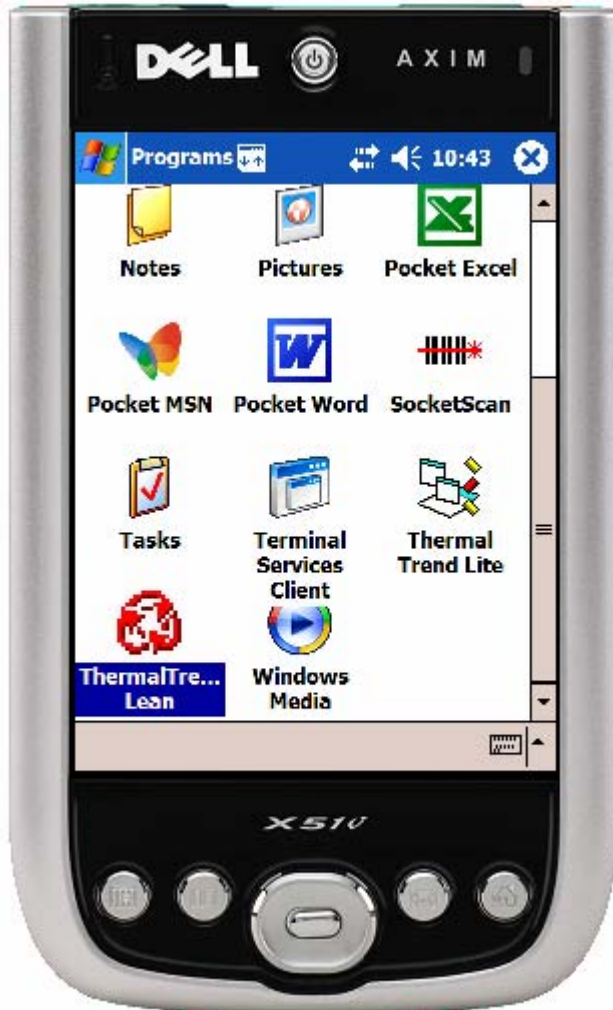 DELL AXIM
Programs 10:43
Notes Pictures Pocket Excel
W
Pocket MSN Pocket Word SocketScan
Tasks Terminal Services Client Thermal Trend Lite
ThermalTre... Lean Windows Media
X51v